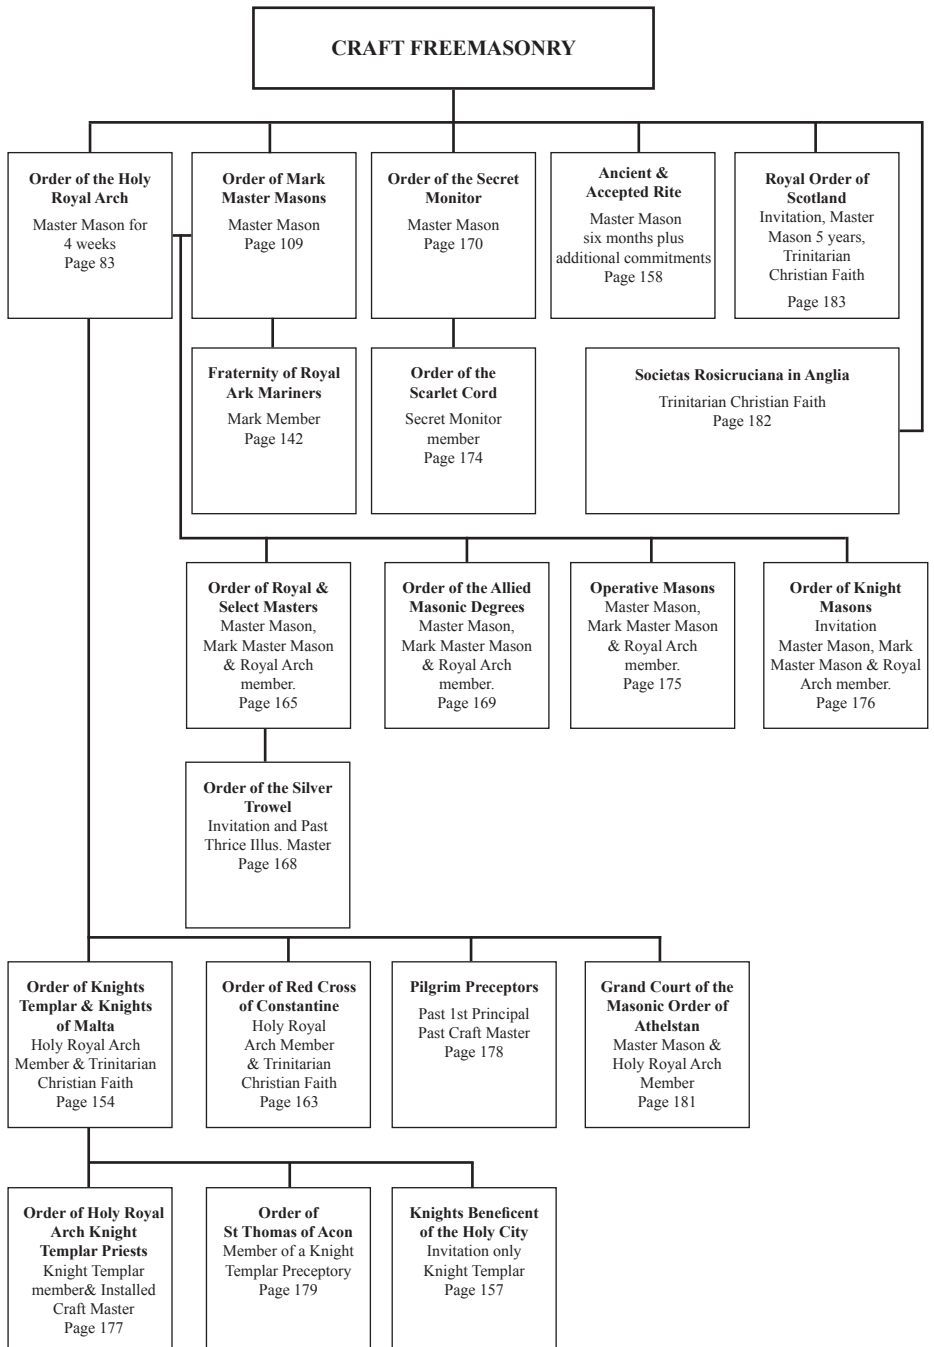 CRAFT FREEMASONRY
Order of the Holy
Royal Arch
Master Mason for
4 weeks
Page 83
Order of Mark
Master Masons
Master Mason
Page 109
Order of the Secret
Monitor
Master Mason
Page 170
Ancient &
Accepted Rite
Master Mason
six months plus
additional commitments
Page 158
Royal Order of
Scotland
Invitation, Master
Mason 5 years,
Trinitarian
Christian Faith
Page 183
Fraternity of Royal
Ark Mariners
Mark Member
Page 142
Order of the
Scarlet Cord
Secret Monitor
member
Page 174
Societas Rosicruciana in Anglia
Trinitarian Christian Faith
Page 182
Order of Royal &
Select Masters
Master Mason,
Mark Master Mason
& Royal Arch
member.
Page 165
Order of the Allied
Masonic Degrees
Master Mason,
Mark Master Mason
& Royal Arch
member.
Page 169
Operative Masons
Master Mason,
Mark Master Mason
& Royal Arch
member.
Page 175
Order of Knight
Masons
Invitation
Master Mason, Mark
Master Mason & Royal
Arch member.
Page 176
Order of the Silver
Trowel
Invitation and Past
Thrice Illus. Master
Page 168
Order of Knights
Templar & Knights
of Malta
Holy Royal Arch
Member & Trinitarian
Christian Faith
Page 154
Order of Red Cross
of Constantine
Holy Royal
Arch Member
& Trinitarian
Christian Faith
Page 163
Pilgrim Preceptors
Past 1st Principal
Past Craft Master
Page 178
Grand Court of the
Masonic Order of
Athelstan
Master Mason &
Holy Royal Arch
Member
Page 181
Order of Holy Royal
Arch Knight
Templar Priests
Knight Templar
member& Installed
Craft Master
Page 177
Order of
St Thomas of Acon
Member of a Knight
Templar Preceptory
Page 179
Knights Beneficent
of the Holy City
Invitation only
Knight Templar
Page 157